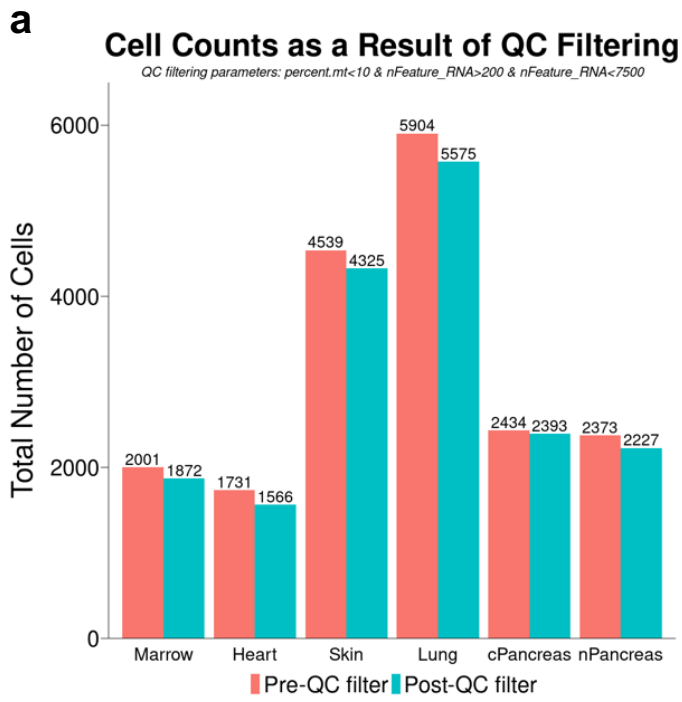 a
Cell Counts as a Result of QC Filtering
QC filtering parameters: percent.mt<10 & nFeature_RNA>200 & nFeature_RNA<7500
Total Number of Cells
6000
4000
2000
0
2001
1872
1731
1566
4539
4325
5904
5575
2434
2393
2373
2227
Marrow Heart Skin Lung cPancreas nPancreas
Pre-QC filter Post-QC filter